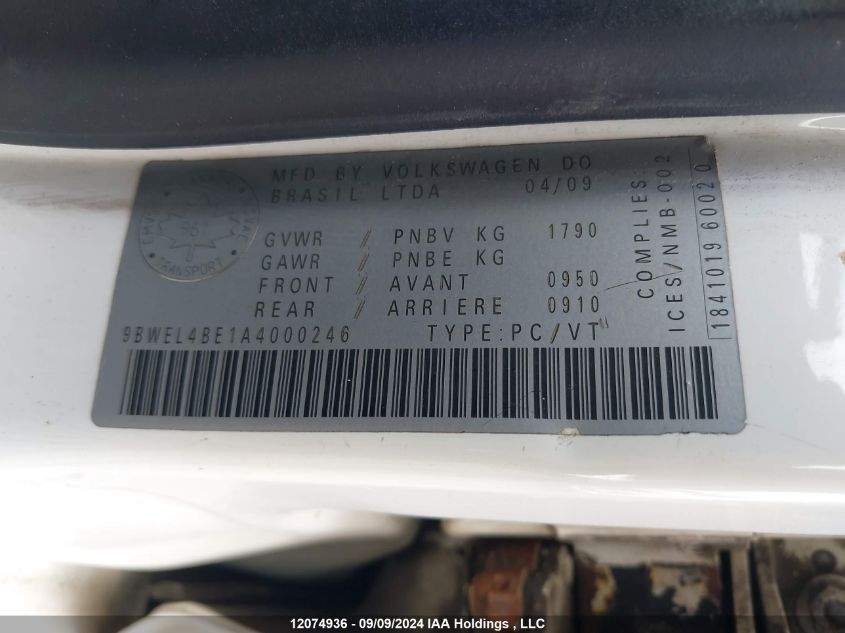 MFD BY VOLKSWAGEN DO
BRASIL LTDA 04/09
TRANSPORT
GVWR / PNBV KG 1790
GAWR / PNBE KG
FRONT / AVANT 0950
REAR / ARRIERE 0910
9BWEL4BE1A4000246 TYPE:PC/VT
COMPLIES:
ICES/NMB-002
1841019 60020
12074936 - 09/09/2024 IAA Holdings , LLC